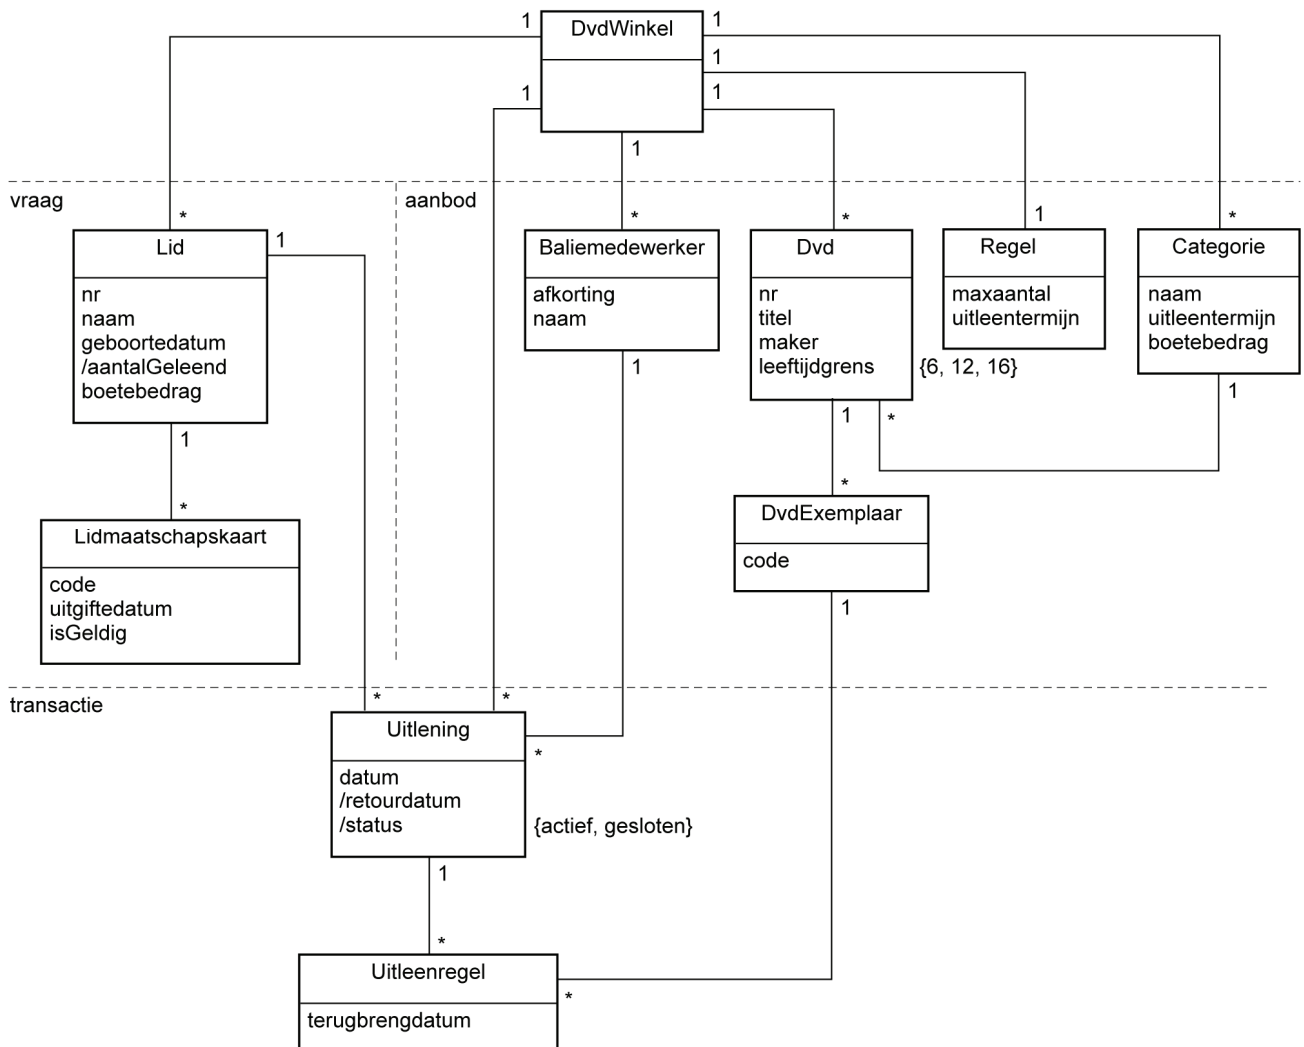 DvdWinkel
1
1
1
1
1
1
vraag
aanbod
*
*
*
*
1
*
1
Lid
nr
naam
geboortedatum
/aantalGeleend
boetebedrag
Baliemedewerker
afkorting
naam
Dvd
nr
titel
maker
leeftijdgrens
{6, 12, 16}
Regel
maxaantal
uitleentermijn
Categorie
naam
uitleentermijn
boetebedrag
1
1
1
*
1
*
*
Lidmaatschapskaart
code
uitgiftedatum
isGeldig
DvdExemplaar
code
1
transactie
*
*
*
Uitlening
datum
/retourdatum
/status
{actief, gesloten}
1
*
*
Uitleenregel
terugbrengdatum